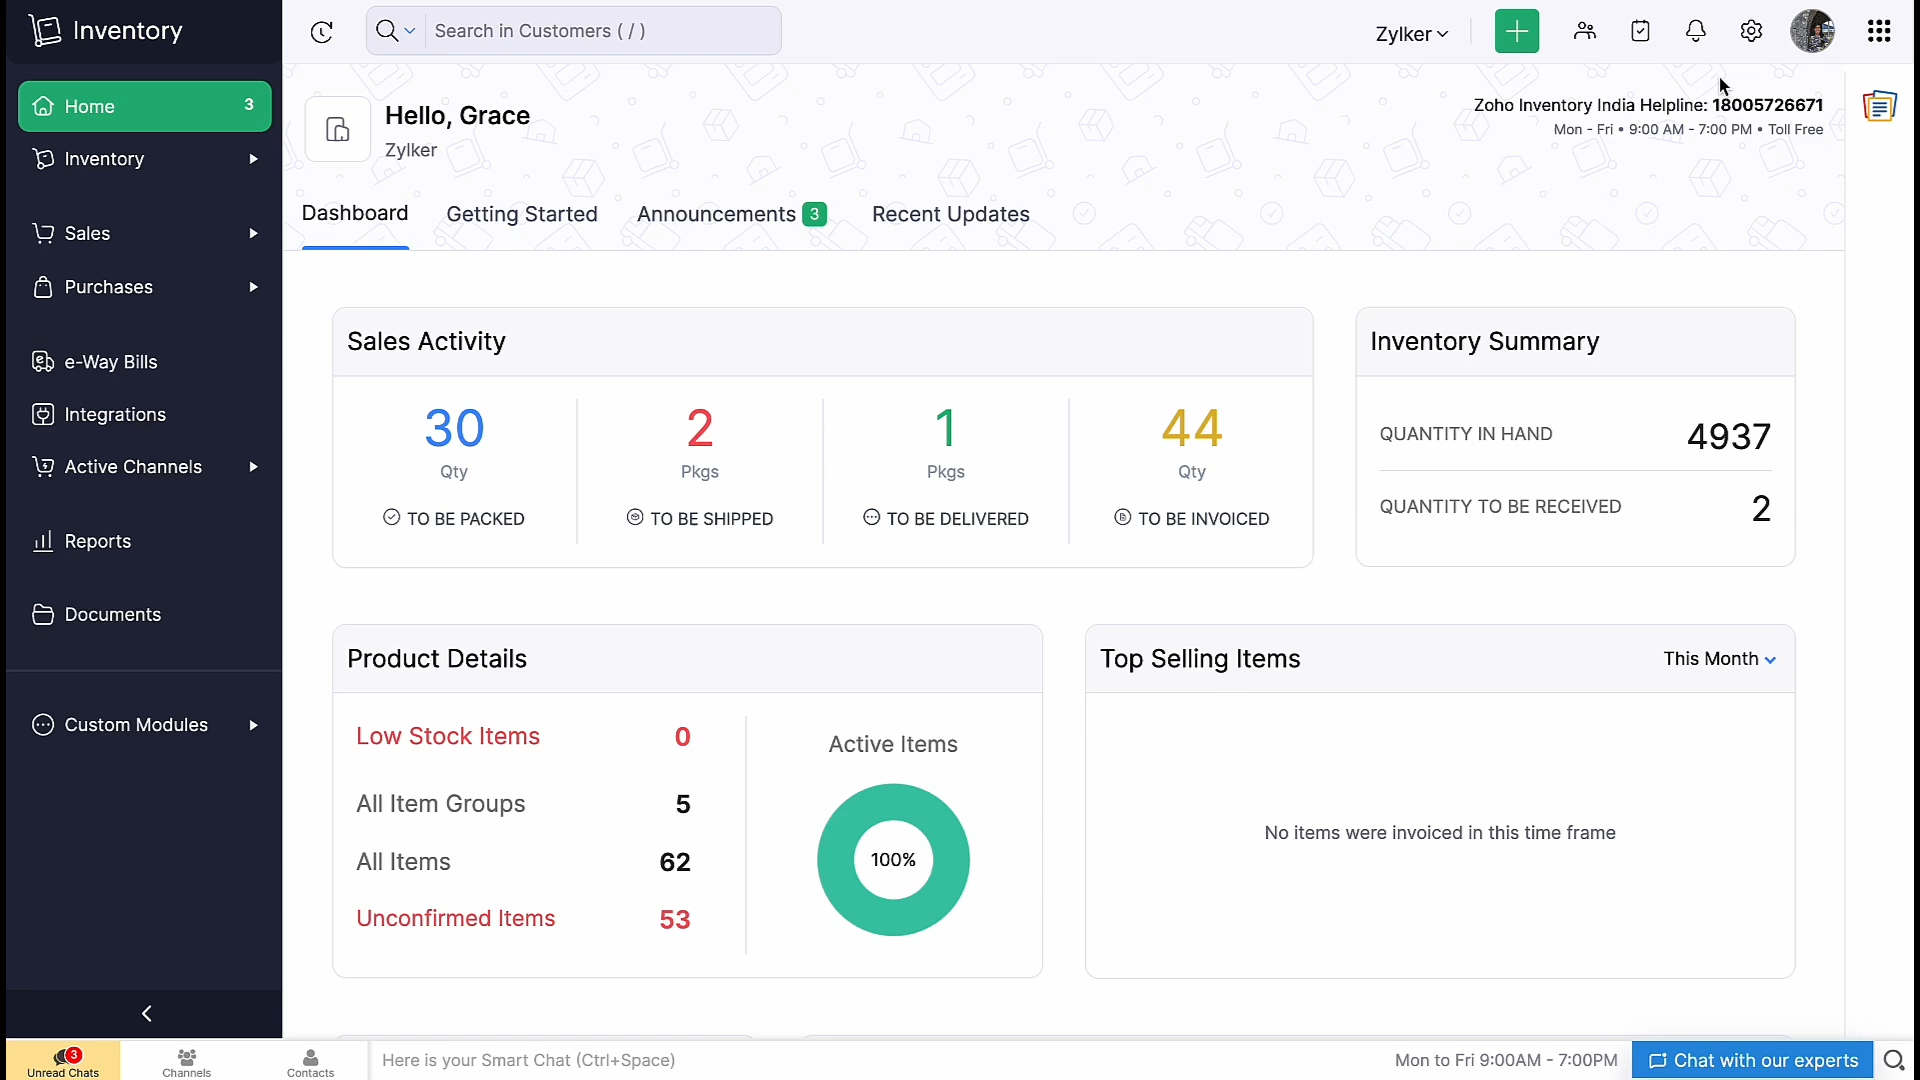 Inventory
Search in Customers ( / )
Zylker
Home 3
Inventory
Sales
Purchases
e-Way Bills
Integrations
Active Channels
Reports
Documents
Custom Modules
Hello, Grace
Zylker
Zoho Inventory India Helpline: 18005726671
Mon - Fri • 9:00 AM - 7:00 PM • Toll Free
Dashboard Getting Started Announcements 3 Recent Updates
Sales Activity
30 2 1 44
Qty Pkgs Pkgs Qty
TO BE PACKED TO BE SHIPPED TO BE DELIVERED TO BE INVOICED
Inventory Summary
QUANTITY IN HAND 4937
QUANTITY TO BE RECEIVED 2
Product Details
Low Stock Items 0
All Item Groups 5
All Items 62
Unconfirmed Items 53
Active Items
100%
Top Selling Items This Month
No items were invoiced in this time frame
3
Unread Chats Channels Contacts
Here is your Smart Chat (Ctrl+Space)
Mon to Fri 9:00AM - 7:00PM
Chat with our experts